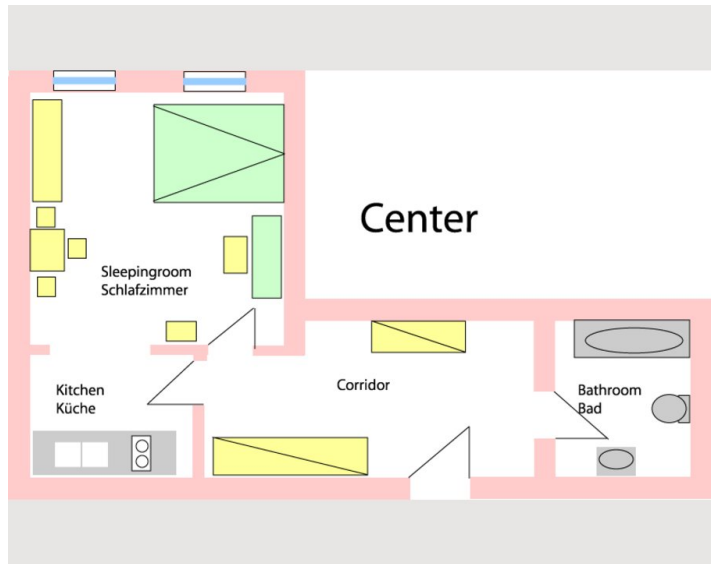 Center
Sleepingroom
Schlafzimmer
Kitchen
Küche
Corridor
Bathroom
Bad